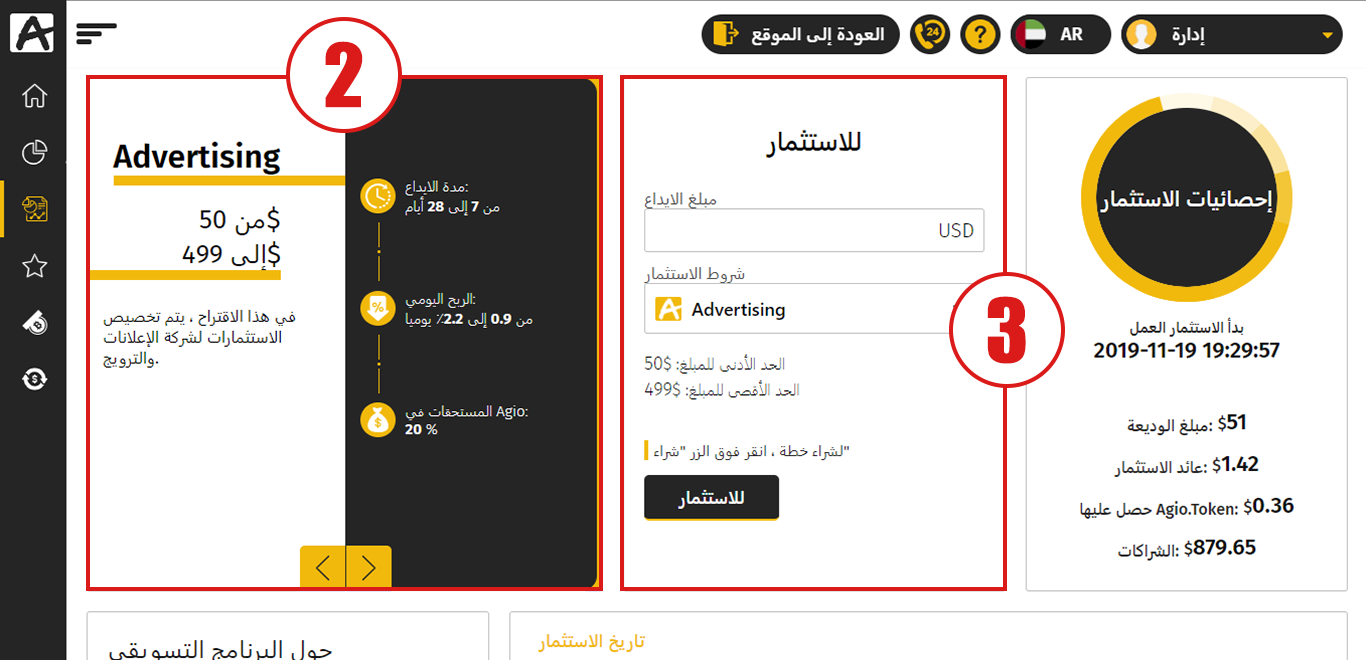 العودة إلى الموقع
24
?
AR
إدارة
2
Advertising
$من 50
$إلى 499
في هذا الاقتراح ، يتم تخصيص
الاستثمارات لشركة الإعلانات
والترويج.
مدة الايداع:
من 7 إلى 28 أيام
الربح اليومي:
من 0.9 إلى 2.2٪ يوميا
المستحقات في Agio:
20 %
للاستثمار
مبلغ الايداع
USD
شروط الاستثمار
Advertising
3
الحد الأدنى للمبلغ: $50
الحد الأقصى للمبلغ: $499
"لشراء خطة ، انقر فوق الزر "شراء
للاستثمار
إحصائيات الاستثمار
بدأ الاستثمار العمل
2019-11-19 19:29:57
مبلغ الوديعة: $51
عائد الاستثمار: $1.42
حصل عليها Agio.Token: $0.36
الشراكات: $879.65
حول البرنامج التسويقي
تاريخ الاستثمار